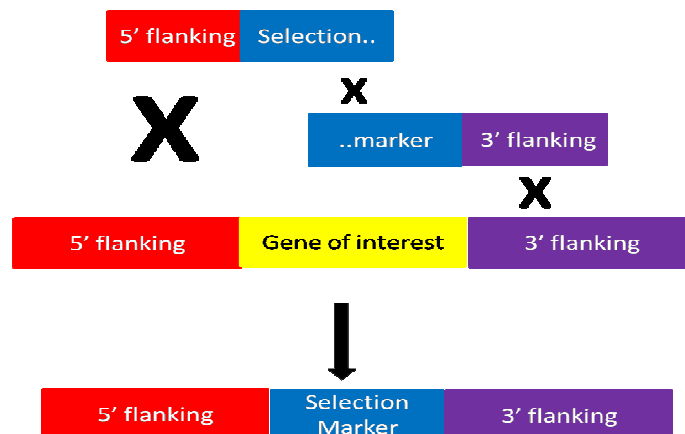 5’ flanking Selection..
X
..marker 3’ flanking
X
X
5’ flanking Gene of interest 3’ flanking
5’ flanking Selection Marker 3’ flanking